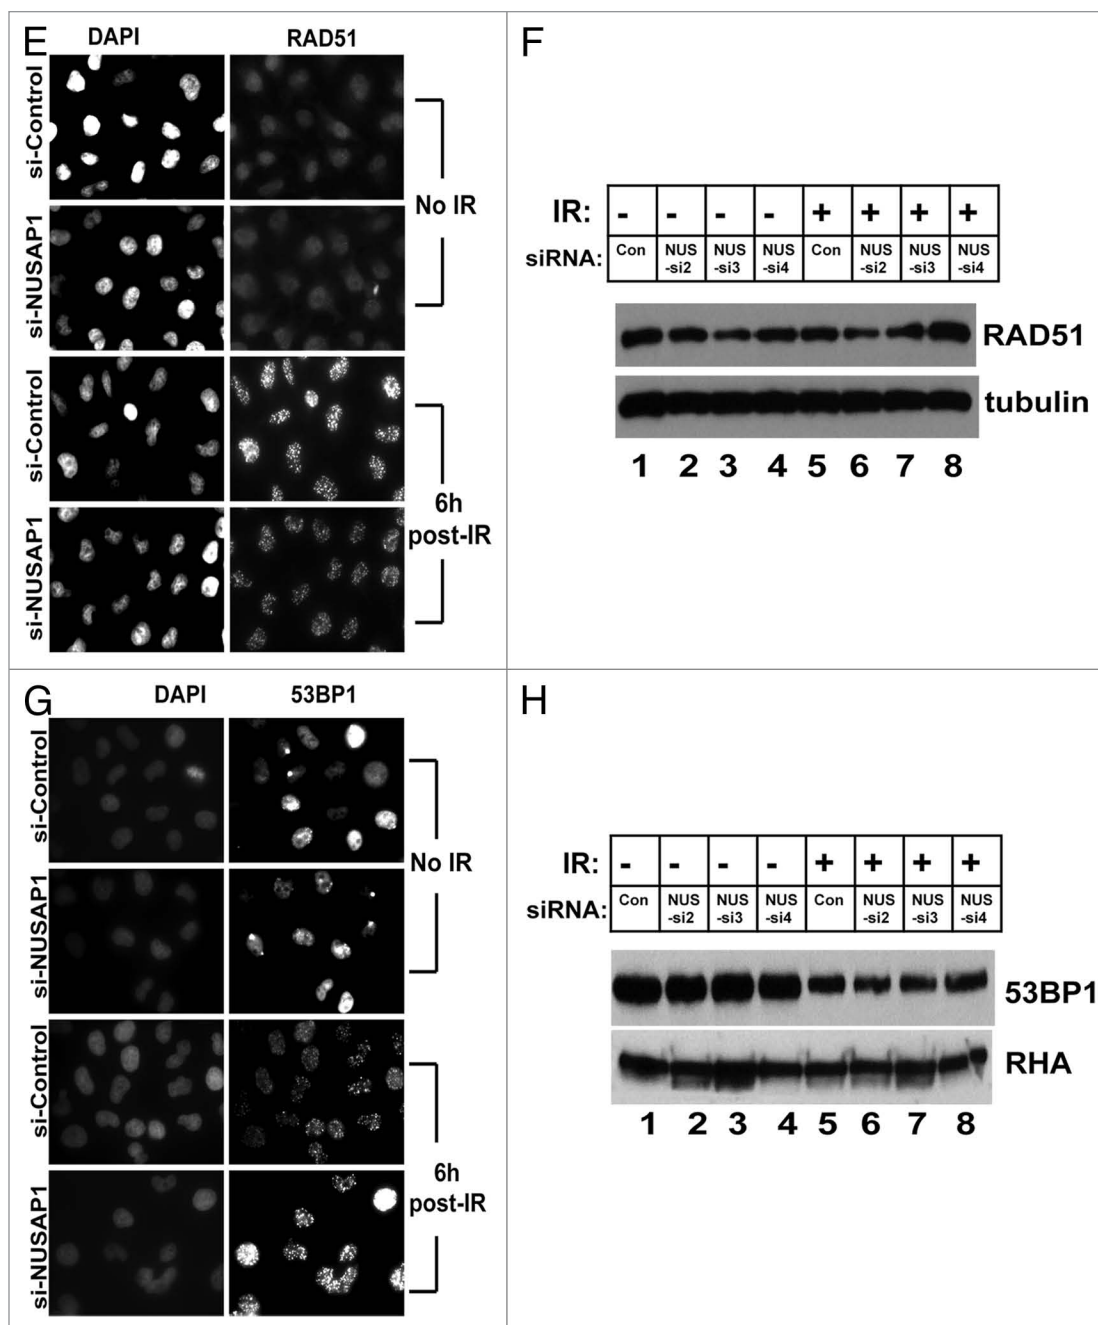 E
DAPI RAD51
si-Control
si-NUSAP1
No IR
si-Control
si-NUSAP1
6h
post-IR
F
IR: - - - - + + + +
siRNA: Con NUS -si2 NUS -si3 NUS -si4 Con NUS -si2 NUS -si3 NUS -si4
RAD51
tubulin
1 2 3 4 5 6 7 8
G
DAPI 53BP1
si-Control
si-NUSAP1
No IR
si-Control
si-NUSAP1
6h
post-IR
H
IR: - - - - + + + +
siRNA: Con NUS -si2 NUS -si3 NUS -si4 Con NUS -si2 NUS -si3 NUS -si4
53BP1
RHA
1 2 3 4 5 6 7 8